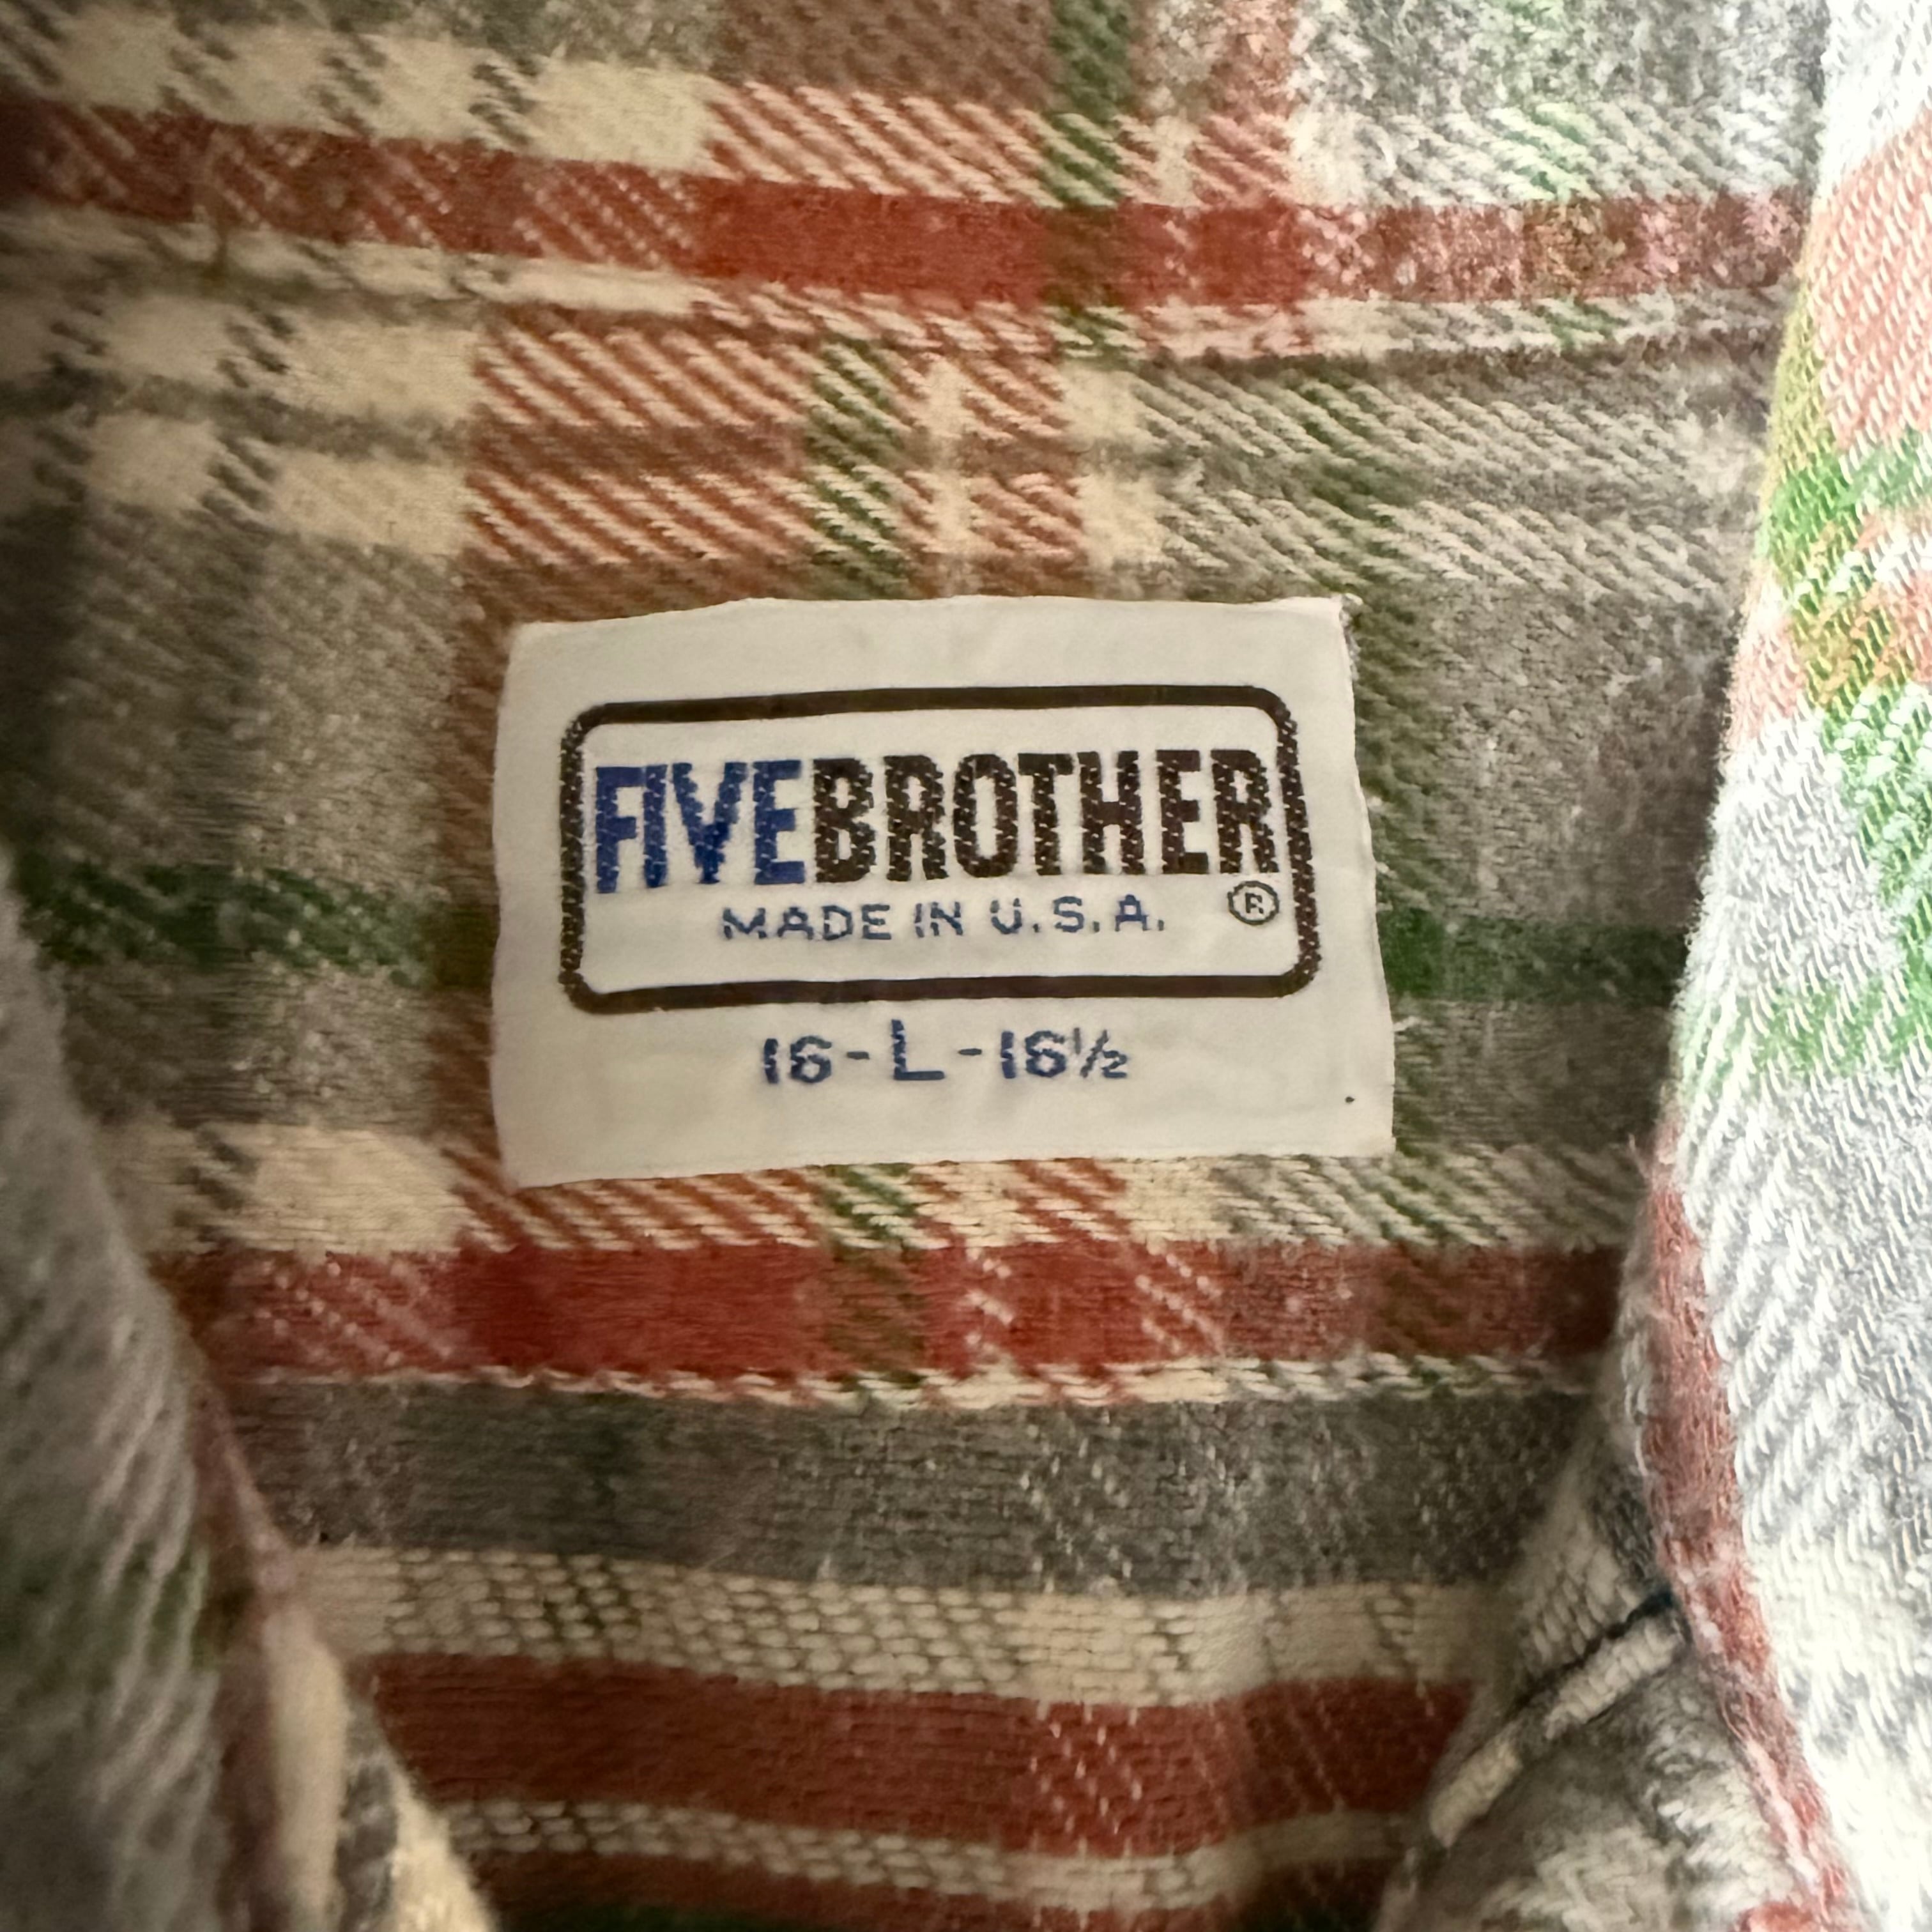 FIVEBROTHER
MADE IN U.S.A. ®
16-L-16½